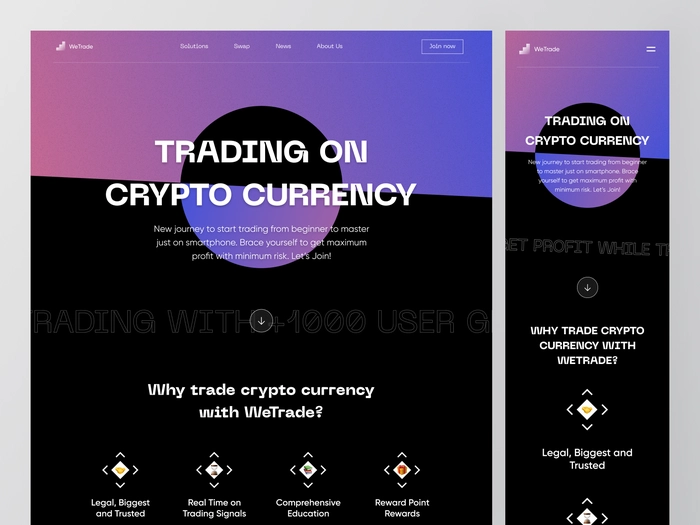 WeTrade
Solutions
Swap
News
About Us
Join now
TRADING ON
CRYPTO CURRENCY
New journey to start trading from beginner to master
just on smartphone. Brace yourself to get maximum
profit with minimum risk. Let's Join!
TRADING WITH +1000 USER
Why trade crypto currency
with WeTrade?
Legal, Biggest
and Trusted
Real Time on
Trading Signals
Comprehensive
Education
Reward Point
Rewards
WeTrade
TRADING ON
CRYPTO CURRENCY
New journey to start trading from beginner
to master just on smartphone. Brace
yourself to get maximum profit with
minimum risk. Let's Join!
GET PROFIT WHILE
WHY TRADE CRYPTO
CURRENCY WITH
WETRADE?
Legal, Biggest and
Trusted